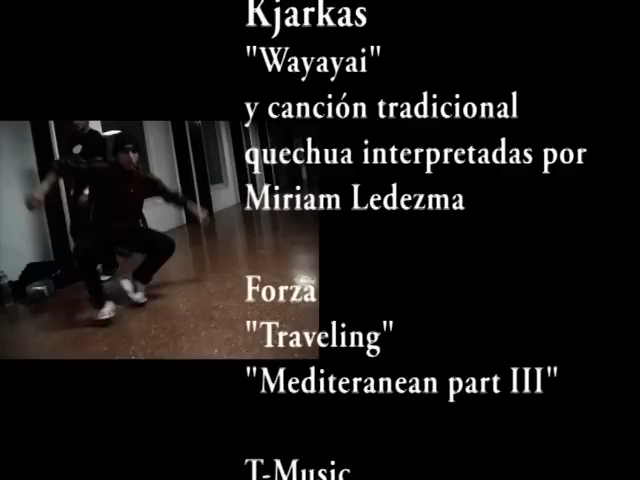 Kjarkas
"Wayayai"
y canción tradicional
quechua interpretadas por
Miriam Ledezma
Forza
"Traveling"
"Mediteranean part III"
T-Music